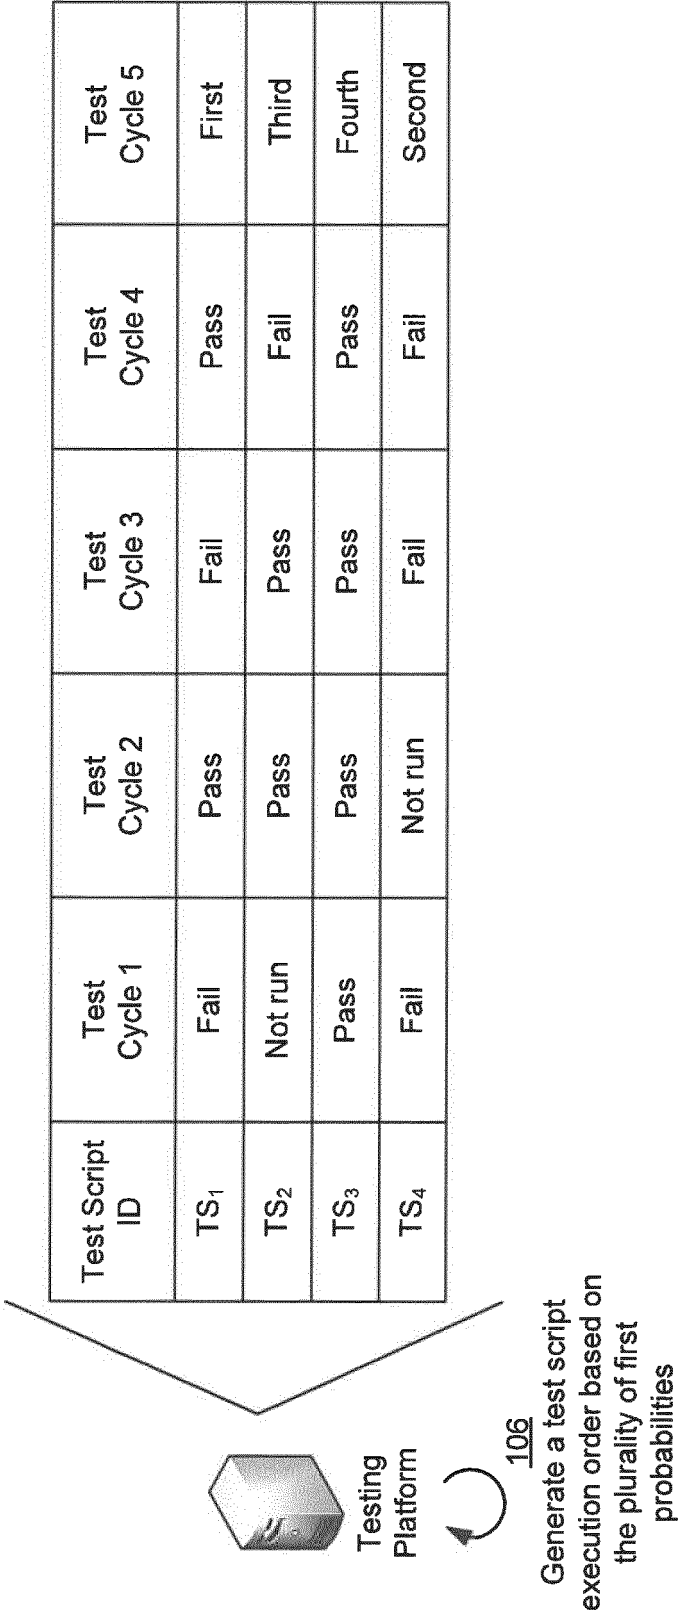 Testing
Platform
106
Generate a test script
execution order based on
the plurality of first
probabilities
Test Script
ID
Test
Cycle 1
Test
Cycle 2
Test
Cycle 3
Test
Cycle 4
Test
Cycle 5
TS₁ Fail Pass Fail Pass First
TS₂ Not run Pass Pass Fail Third
TS₃ Pass Pass Pass Pass Fourth
TS₄ Fail Not run Fail Fail Second